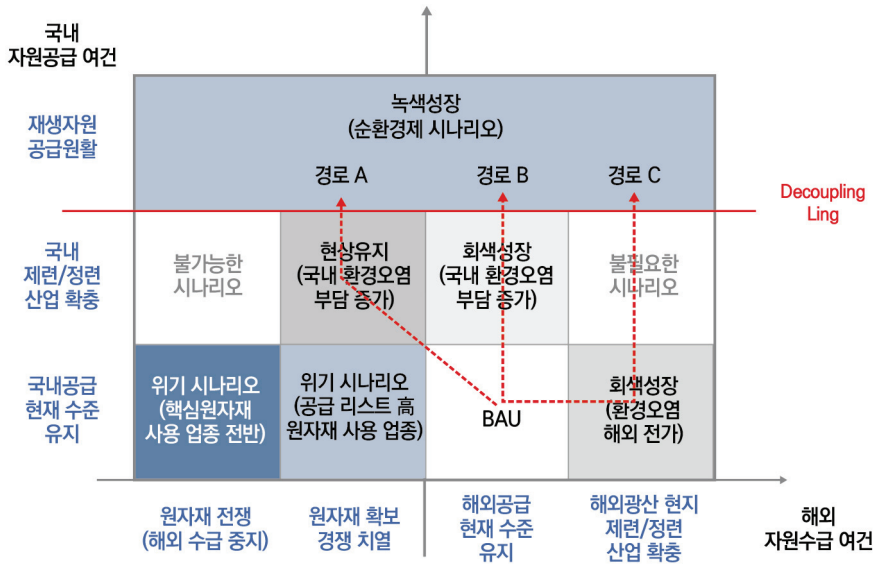 국내
자원공급 여건
녹색성장
(순환경제 시나리오)
재생자원
공급원활
경로 A
경로 B
경로 C
Decoupling
Ling
국내
제련/정련
산업 확충
불가능한
시나리오
현상유지
(국내 환경오염
부담 증가)
회색성장
(국내 환경오염
부담 증가)
불필요한
시나리오
국내공급
현재 수준
유지
위기 시나리오
(핵심원자재
사용 업종 전반)
위기 시나리오
(공급 리스트 高
원자재 사용 업종)
BAU
회색성장
(환경오염
해외 전가)
원자재 전쟁
(해외 수급 중지)
원자재 확보
경쟁 치열
해외공급
현재 수준
유지
해외광산 현지
제련/정련
산업 확충
해외
자원수급 여건